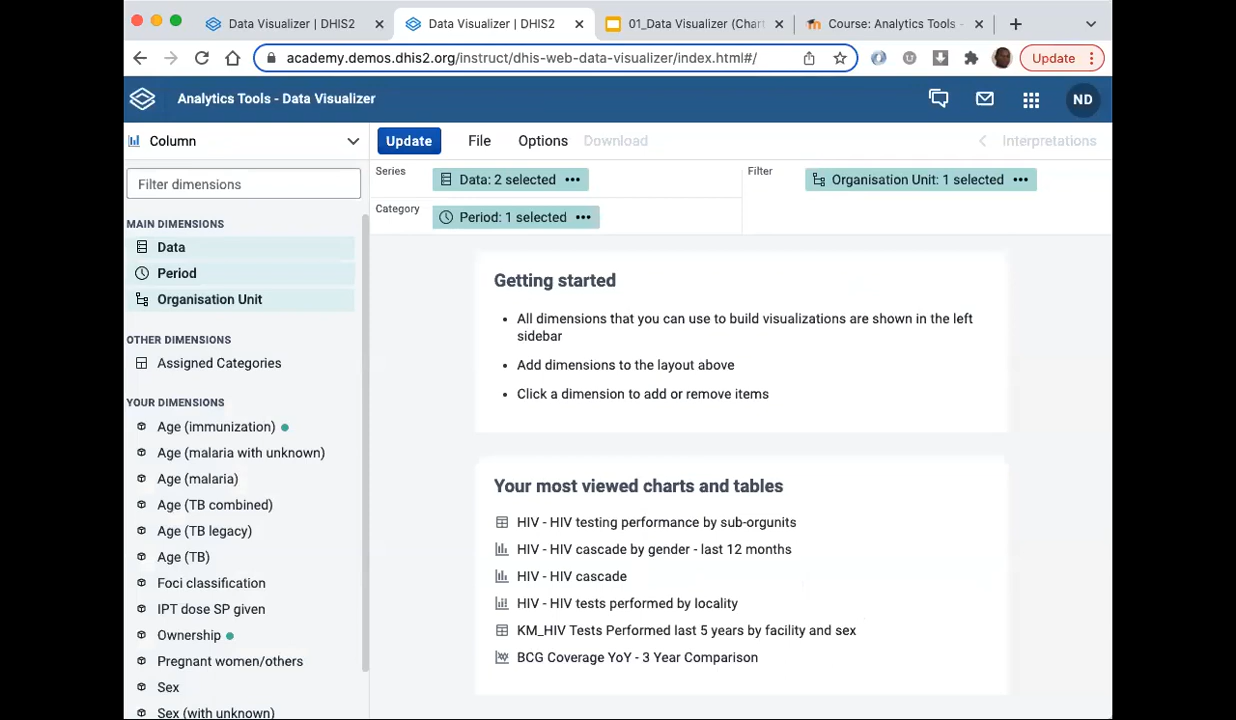 Data Visualizer | DHIS2
Data Visualizer | DHIS2
01_Data Visualizer (Char
Course: Analytics Tools -
academy.demos.dhis2.org/instruct/dhis-web-data-visualizer/index.html#/
Update
Analytics Tools - Data Visualizer
ND
Column
Update
File
Options
Download
Interpretations
Filter dimensions
Series
Data: 2 selected
Filter
Organisation Unit: 1 selected
Category
Period: 1 selected
MAIN DIMENSIONS
Data
Period
Organisation Unit
OTHER DIMENSIONS
Assigned Categories
YOUR DIMENSIONS
Age (immunization)
Age (malaria with unknown)
Age (malaria)
Age (TB combined)
Age (TB legacy)
Age (TB)
Foci classification
IPT dose SP given
Ownership
Pregnant women/others
Sex
Sex (with unknown)
Getting started
All dimensions that you can use to build visualizations are shown in the left
sidebar
Add dimensions to the layout above
Click a dimension to add or remove items
Your most viewed charts and tables
HIV - HIV testing performance by sub-orgunits
HIV - HIV cascade by gender - last 12 months
HIV - HIV cascade
HIV - HIV tests performed by locality
KM_HIV Tests Performed last 5 years by facility and sex
BCG Coverage YoY - 3 Year Comparison